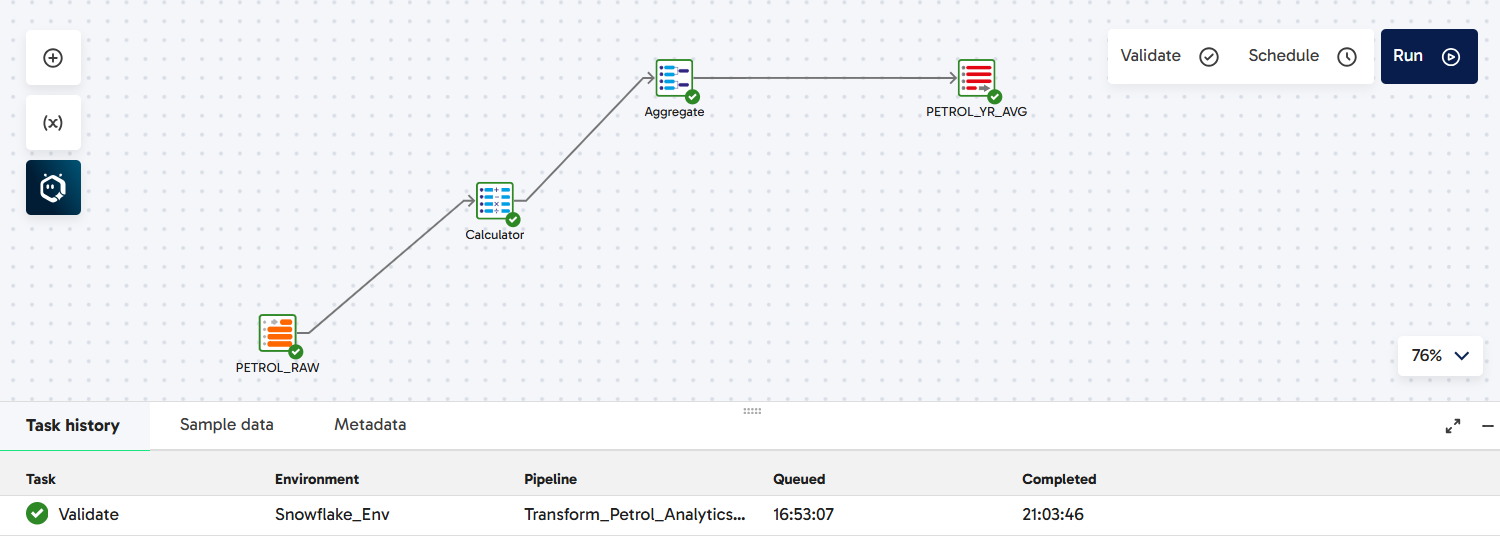 Validate
Schedule
Run
(x)
Aggregate
PETROL_YR_AVG
Calculator
PETROL_RAW
76%
Task history Sample data Metadata
Task Environment Pipeline Queued Completed
Validate Snowflake_Env Transform_Petrol_Analytics... 16:53:07 21:03:46